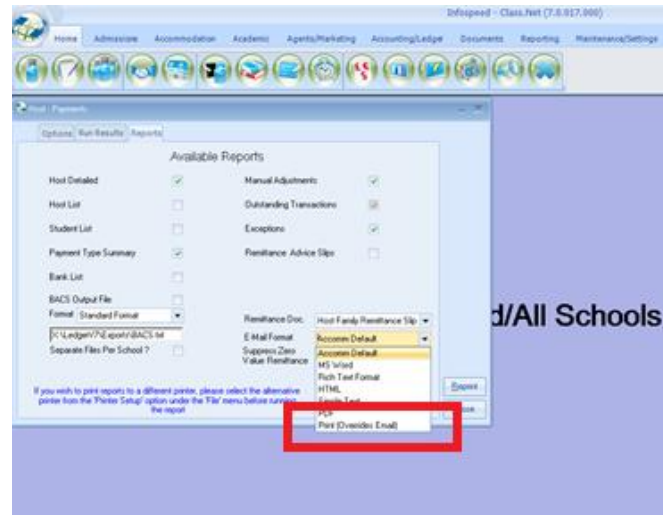 Infospeed - Class.Net (7.0.917.000)
Home Admissions Accommodation Academic Agents/Marketing Accounting/Ledger Documents Reporting Maintenance/Settings
Host Payments
Options Run Results Reports
Available Reports
Host Detailed Manual Adjustments
Host List Outstanding Transactions
Student List Exceptions
Payment Type Summary Remittance Advice Slips
Bank List
BACS Output File
Format Standard Format Remittance Doc. Host Family Remittance Slip
E-Mail Format Accomm Default
Separate Files Per School ? Suppress Zero Value Remittance
Accomm Default
MS Word
Rich Text Format
HTML
Simple Text
PDF
Print (Overrides Email)
If you wish to print reports to a different printer, please select the alternative
printer from the 'Printer Setup' option under the 'File' menu before running
the report
d/All Schools